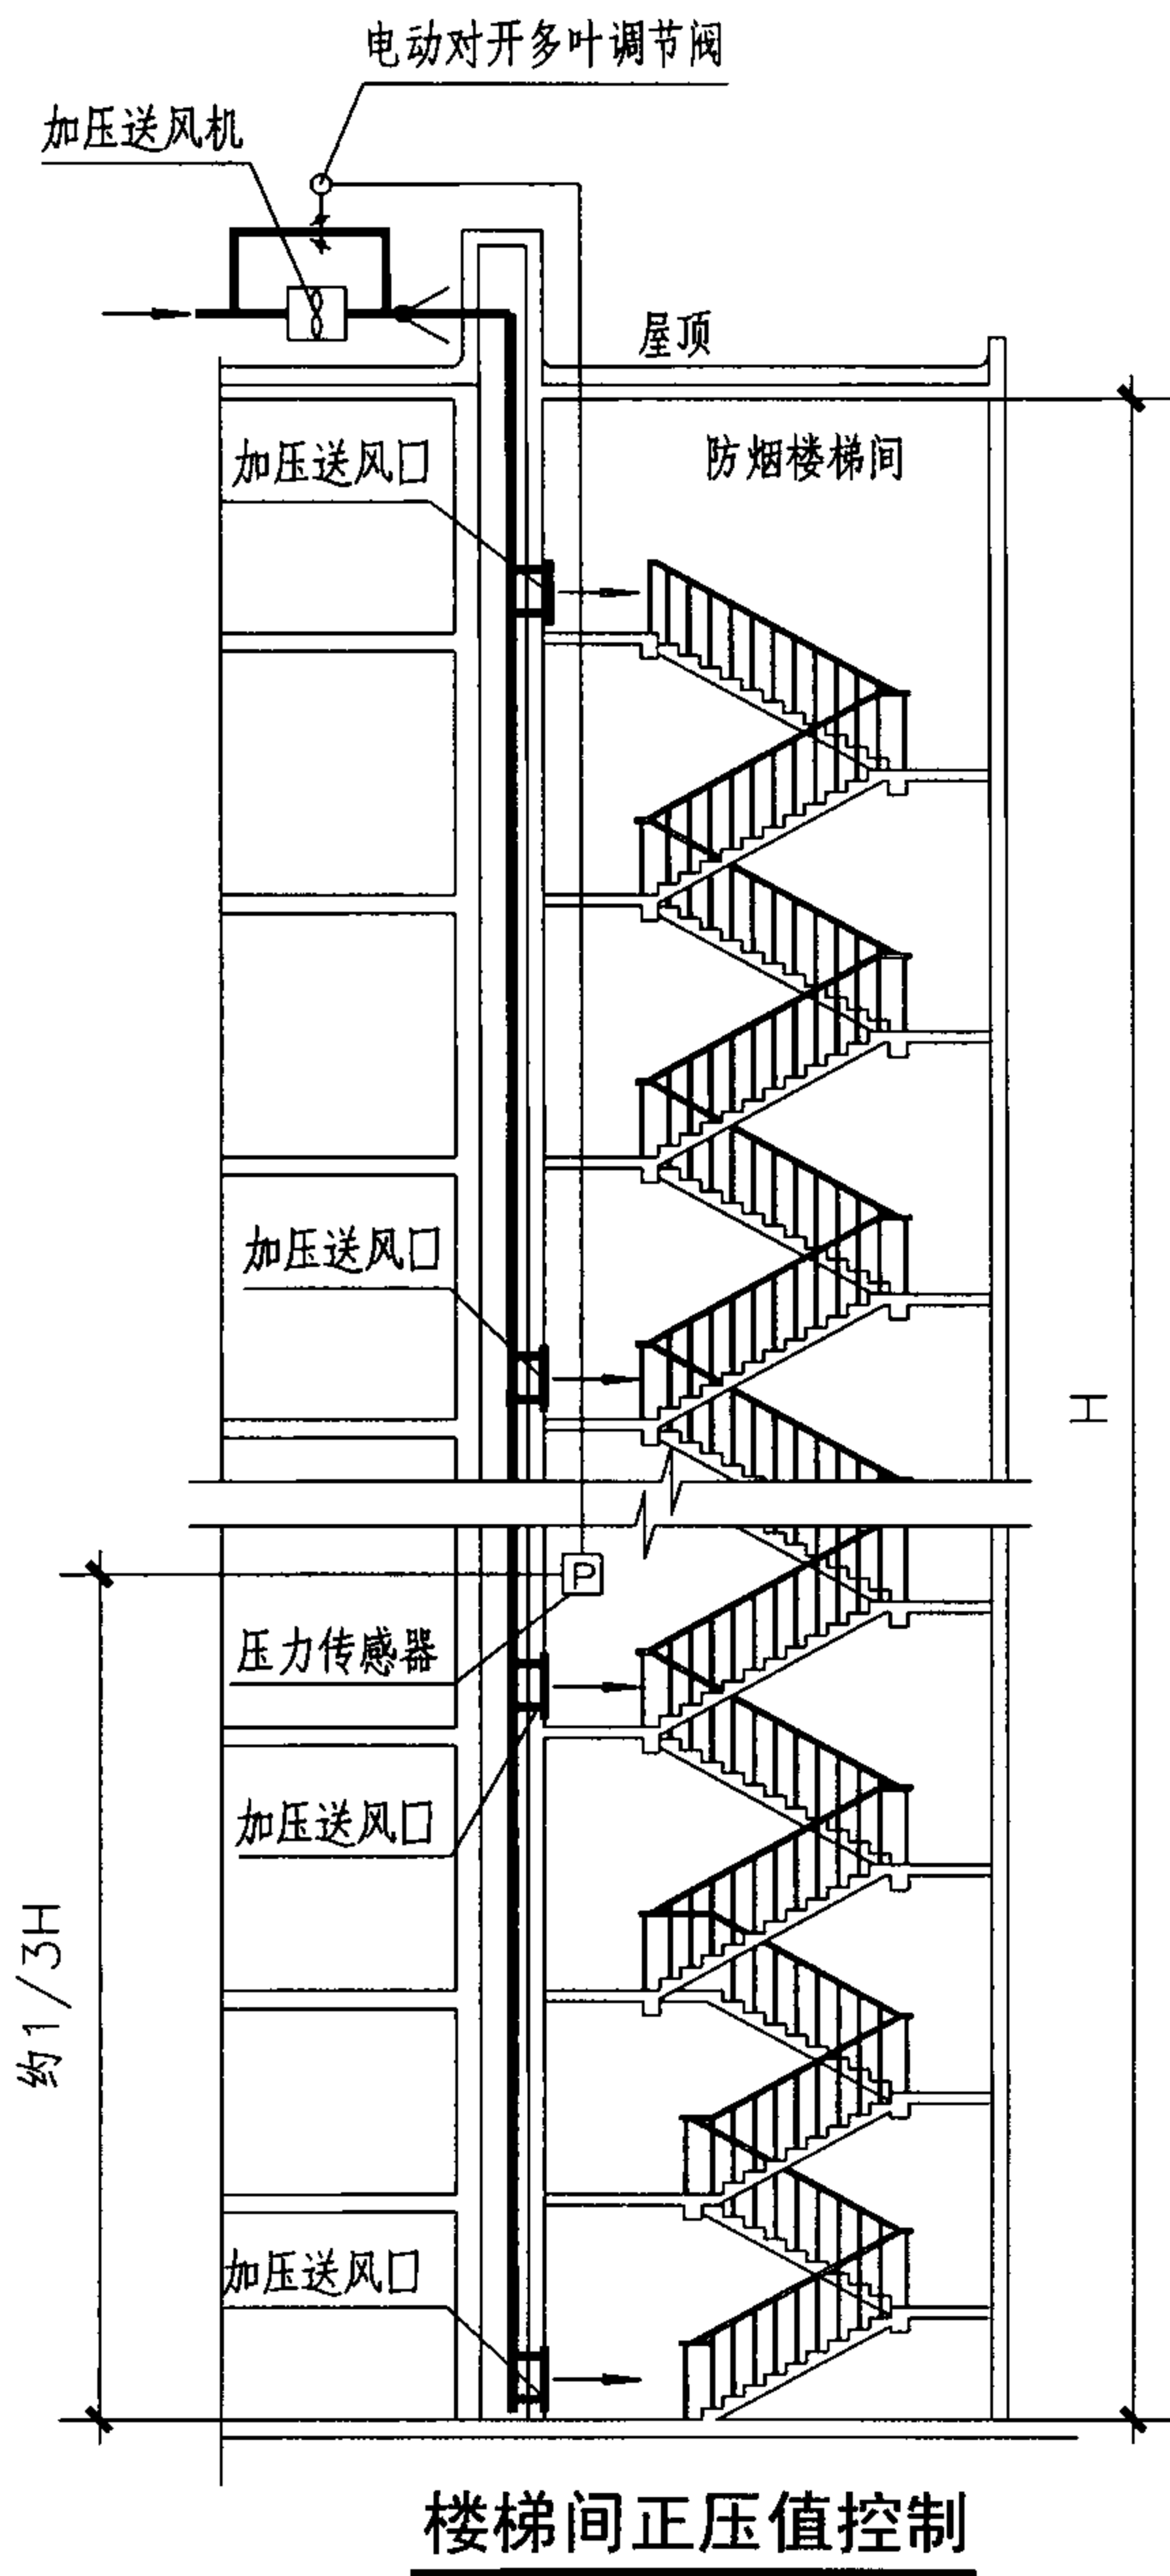 电动对开多叶调节阀
加压送风机
屋顶
防烟楼梯间
加压送风口
加压送风口
H
P
压力传感器
加压送风口
约1/3H
加压送风口
楼梯间正压值控制